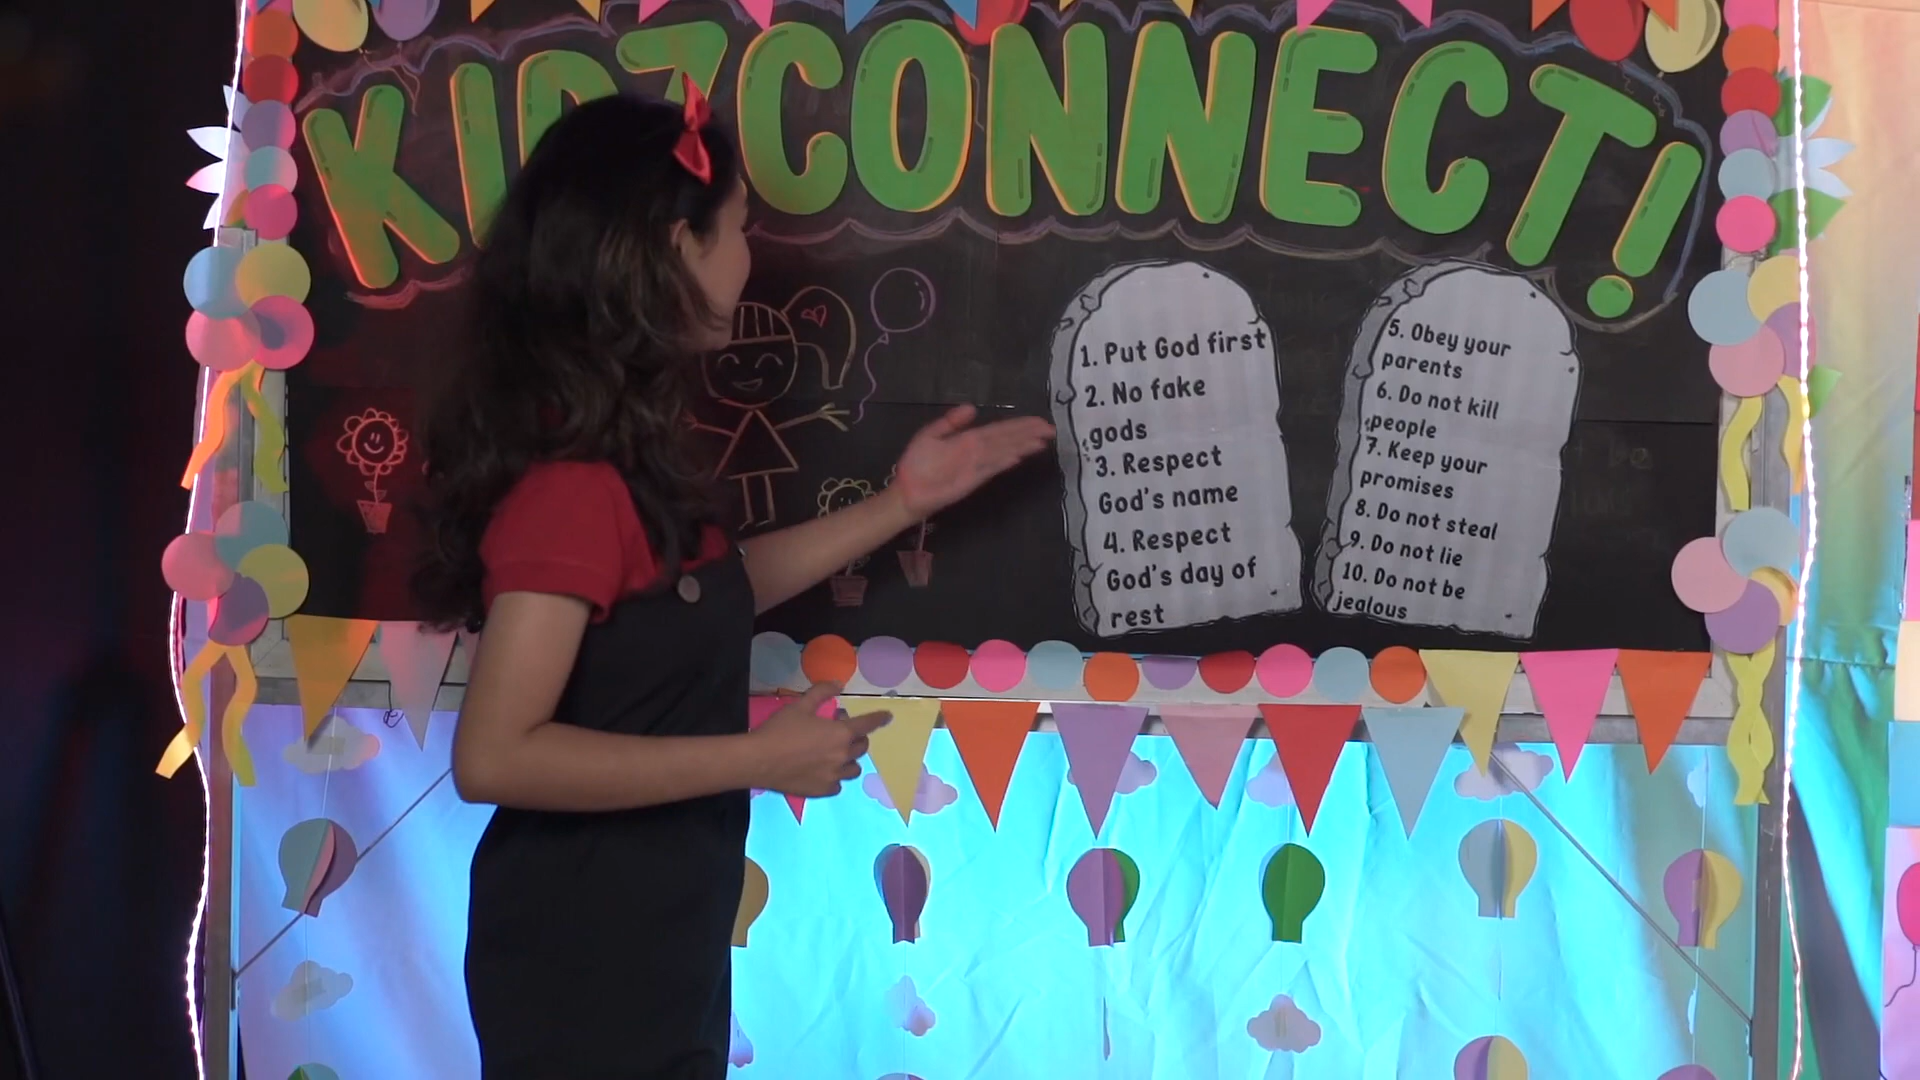 KIDZCONNECT!
1. Put God first
2. No fake
gods
3. Respect
God's name
4. Respect
God's day of
rest
5. Obey your
parents
6. Do not kill
people
7. Keep your
promises
8. Do not steal
9. Do not lie
10. Do not be
jealous